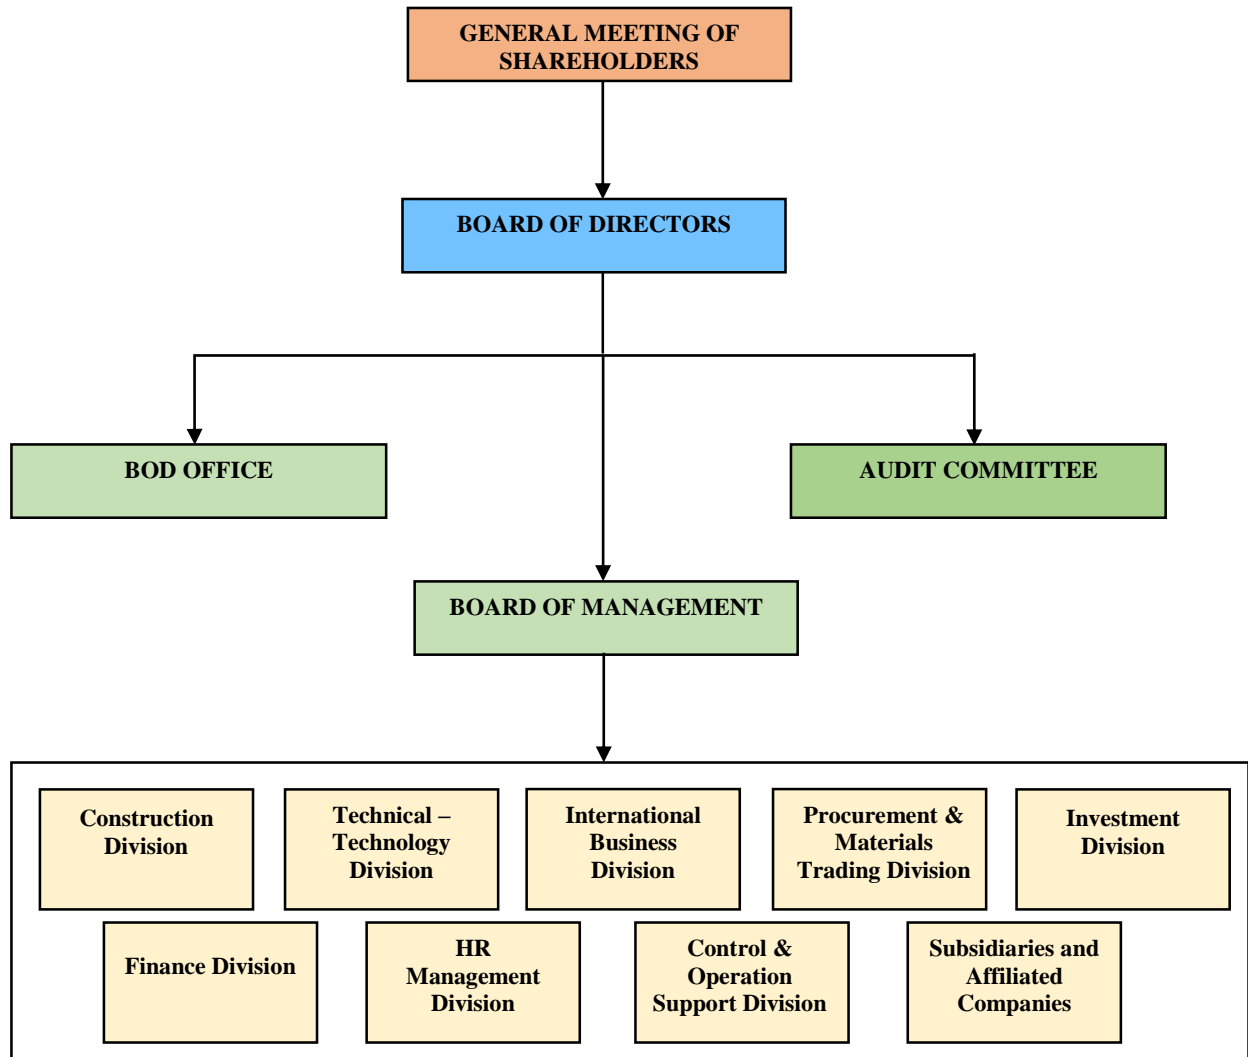 GENERAL MEETING OF
SHAREHOLDERS
BOARD OF DIRECTORS
BOD OFFICE
AUDIT COMMITTEE
BOARD OF MANAGEMENT
Construction
Division
Technical –
Technology
Division
International
Business
Division
Procurement &
Materials
Trading Division
Investment
Division
Finance Division
HR
Management
Division
Control &
Operation
Support Division
Subsidiaries and
Affiliated
Companies